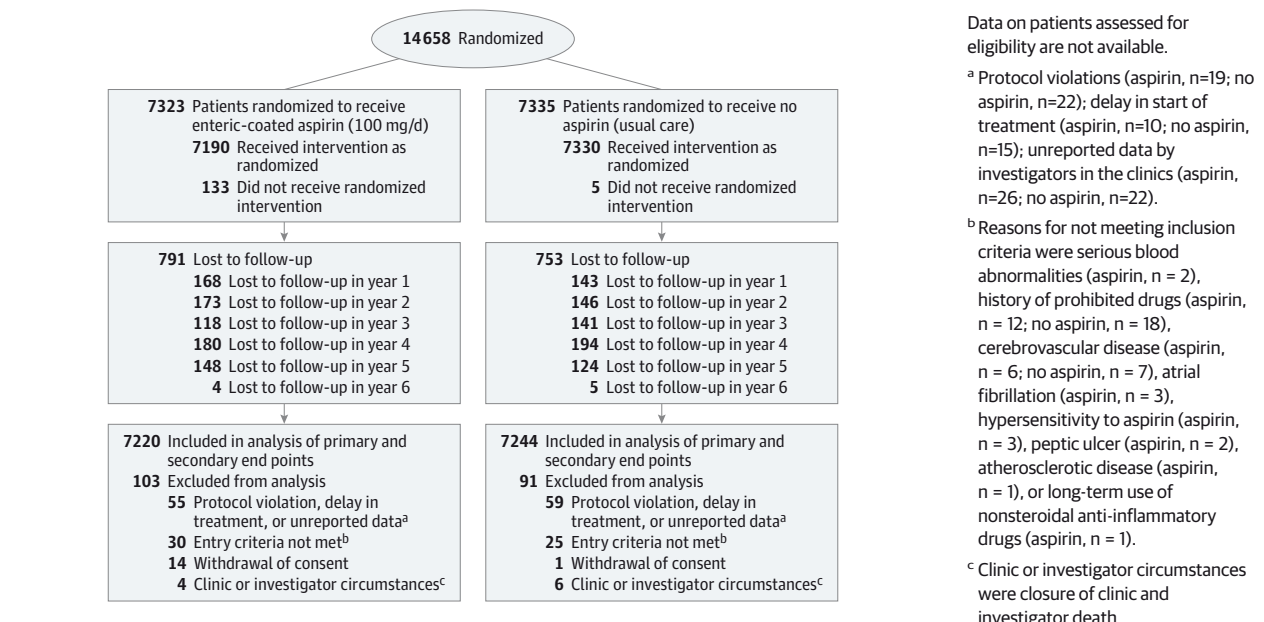 14 658 Randomized
7323 Patients randomized to receive
enteric-coated aspirin (100 mg/d)
7190 Received intervention as
randomized
133 Did not receive randomized
intervention
7335 Patients randomized to receive no
aspirin (usual care)
7330 Received intervention as
randomized
5 Did not receive randomized
intervention
791 Lost to follow-up
168 Lost to follow-up in year 1
173 Lost to follow-up in year 2
118 Lost to follow-up in year 3
180 Lost to follow-up in year 4
148 Lost to follow-up in year 5
4 Lost to follow-up in year 6
753 Lost to follow-up
143 Lost to follow-up in year 1
146 Lost to follow-up in year 2
141 Lost to follow-up in year 3
194 Lost to follow-up in year 4
124 Lost to follow-up in year 5
5 Lost to follow-up in year 6
7220 Included in analysis of primary and
secondary end points
103 Excluded from analysis
55 Protocol violation, delay in
treatment, or unreported dataᵃ
30 Entry criteria not metᵇ
14 Withdrawal of consent
4 Clinic or investigator circumstancesᶜ
7244 Included in analysis of primary and
secondary end points
91 Excluded from analysis
59 Protocol violation, delay in
treatment, or unreported dataᵃ
25 Entry criteria not metᵇ
1 Withdrawal of consent
6 Clinic or investigator circumstancesᶜ
Data on patients assessed for
eligibility are not available.
ᵃ Protocol violations (aspirin, n=19; no
aspirin, n=22); delay in start of
treatment (aspirin, n=10; no aspirin,
n=15); unreported data by
investigators in the clinics (aspirin,
n=26; no aspirin, n=22).
ᵇ Reasons for not meeting inclusion
criteria were serious blood
abnormalities (aspirin, n = 2),
history of prohibited drugs (aspirin,
n = 12; no aspirin, n = 18),
cerebrovascular disease (aspirin,
n = 6; no aspirin, n = 7), atrial
fibrillation (aspirin, n = 3),
hypersensitivity to aspirin (aspirin,
n = 3), peptic ulcer (aspirin, n = 2),
atherosclerotic disease (aspirin,
n = 1), or long-term use of
nonsteroidal anti-inflammatory
drugs (aspirin, n = 1).
ᶜ Clinic or investigator circumstances
were closure of clinic and
investigator death